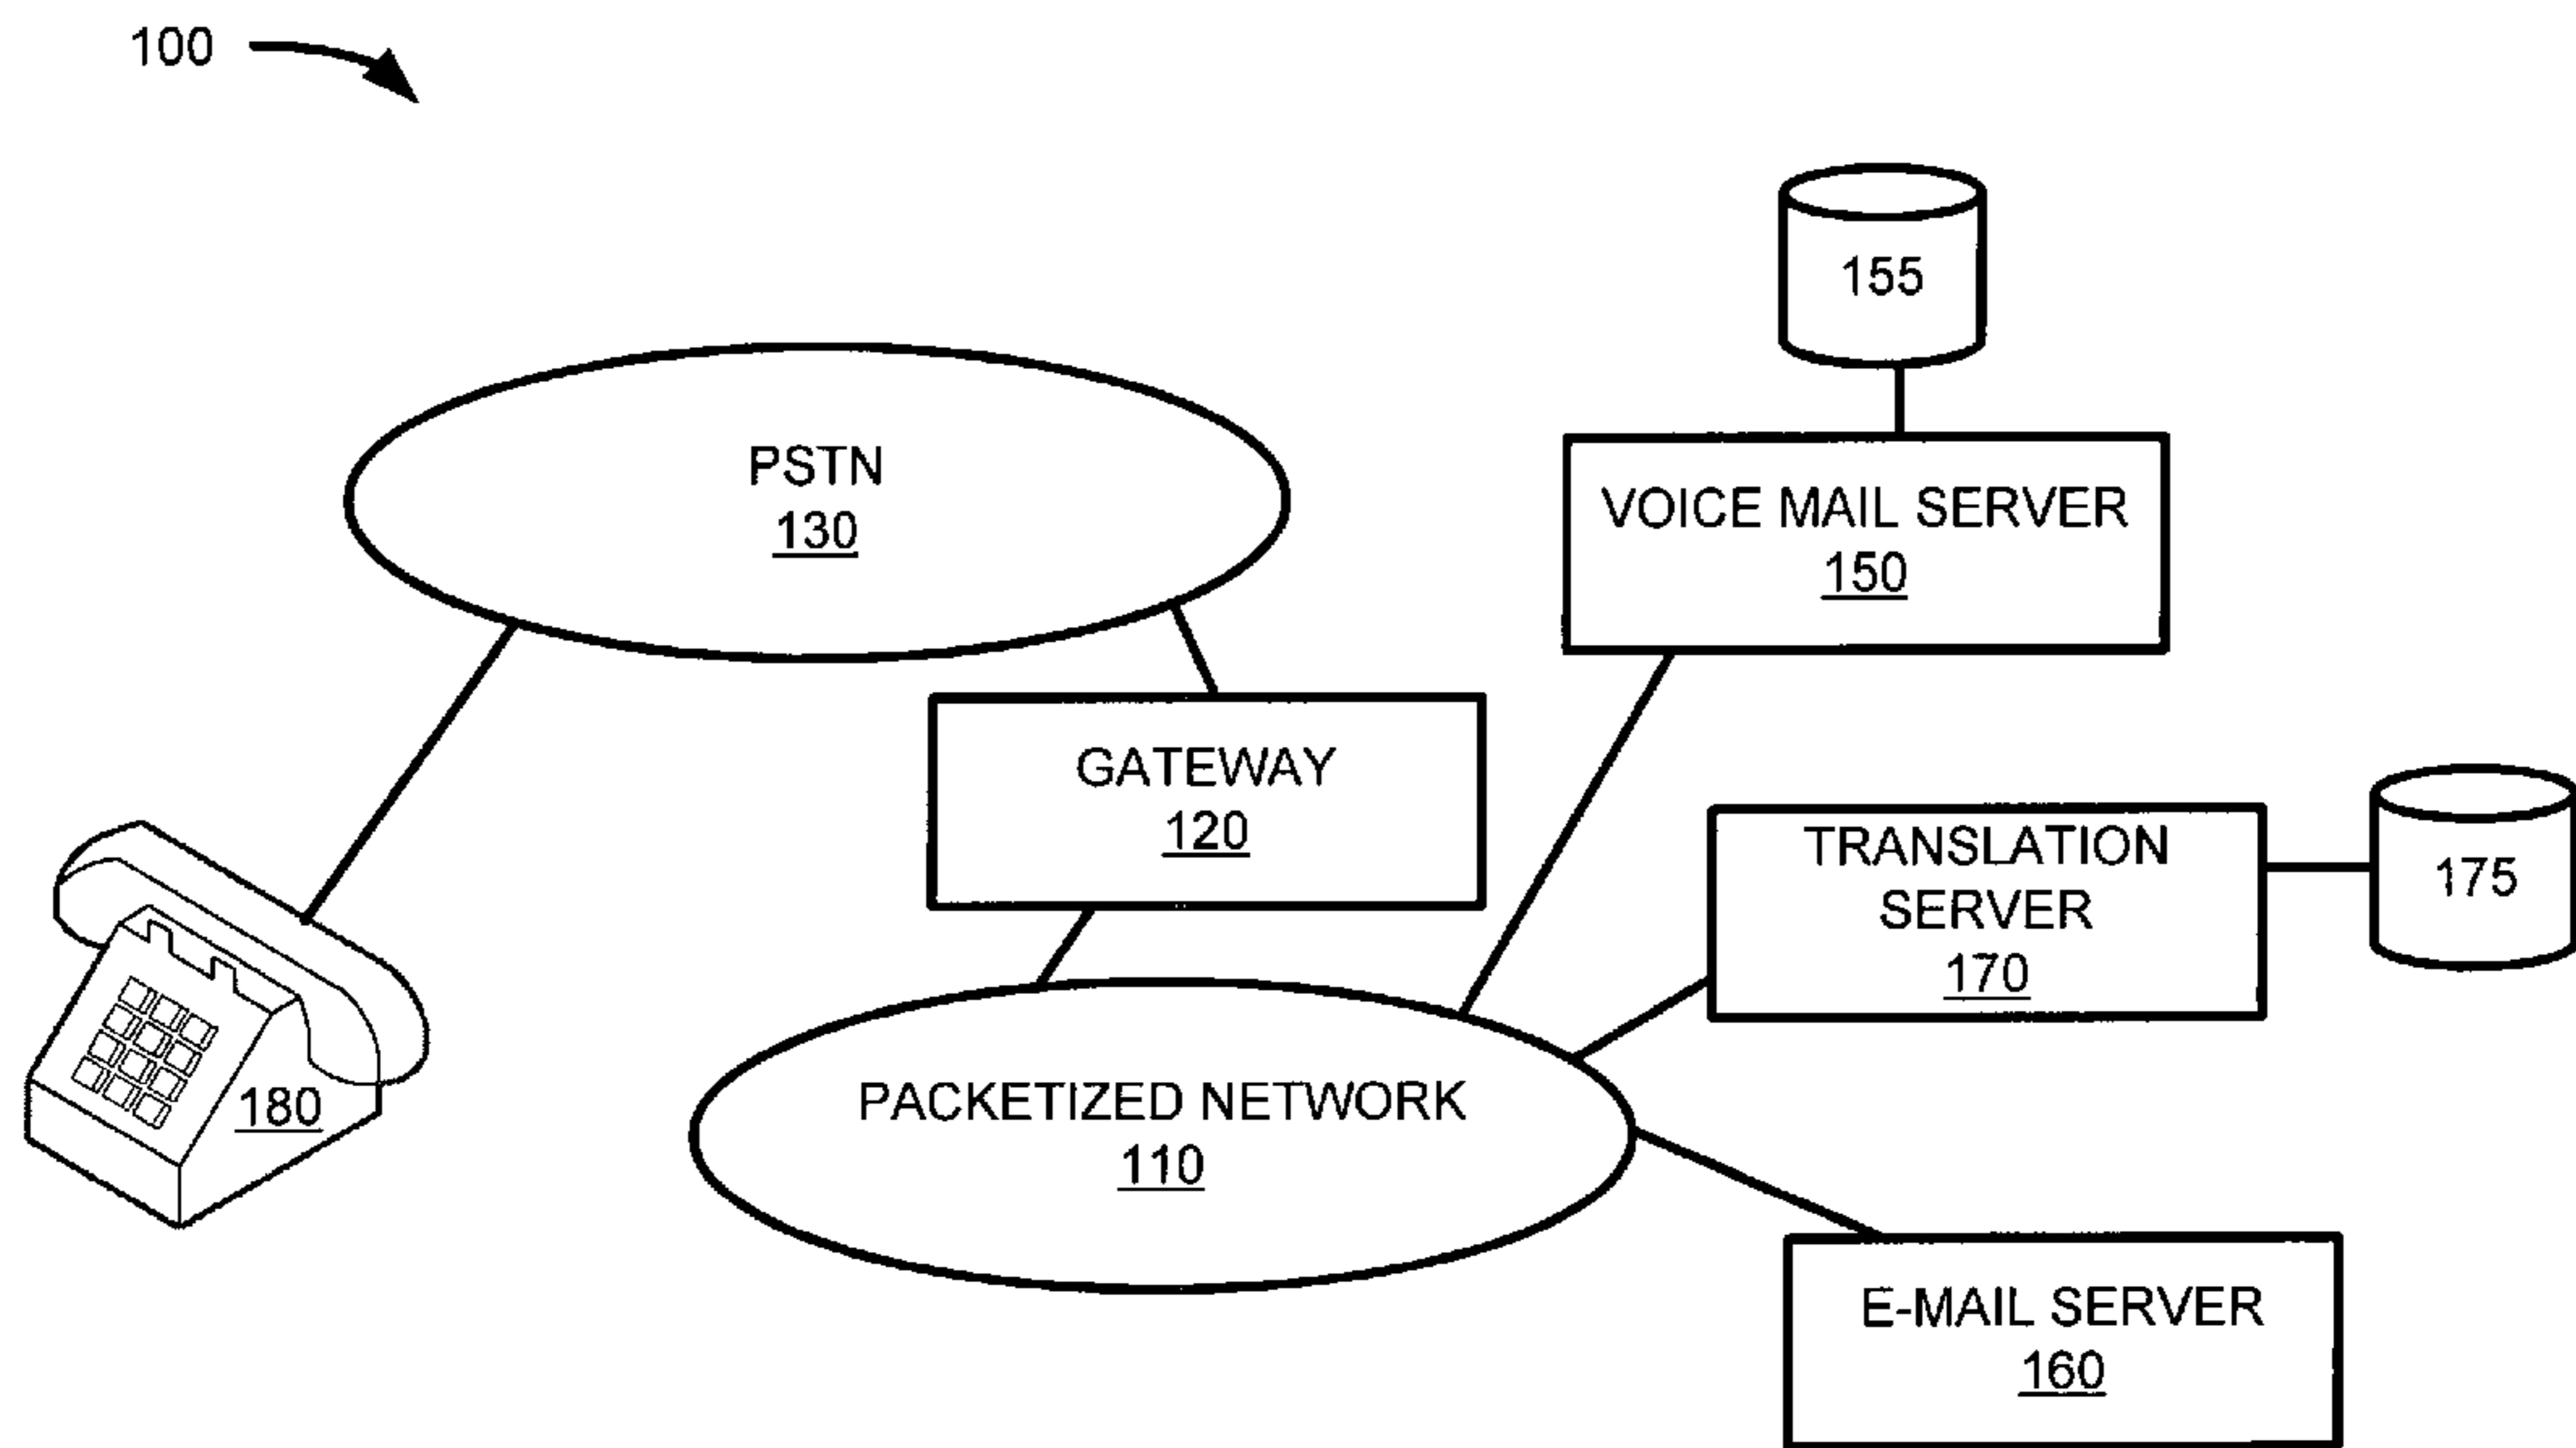 100
155
PSTN
130
VOICE MAIL SERVER
150
GATEWAY
120
TRANSLATION
SERVER
170
175
180
PACKETIZED NETWORK
110
E-MAIL SERVER
160